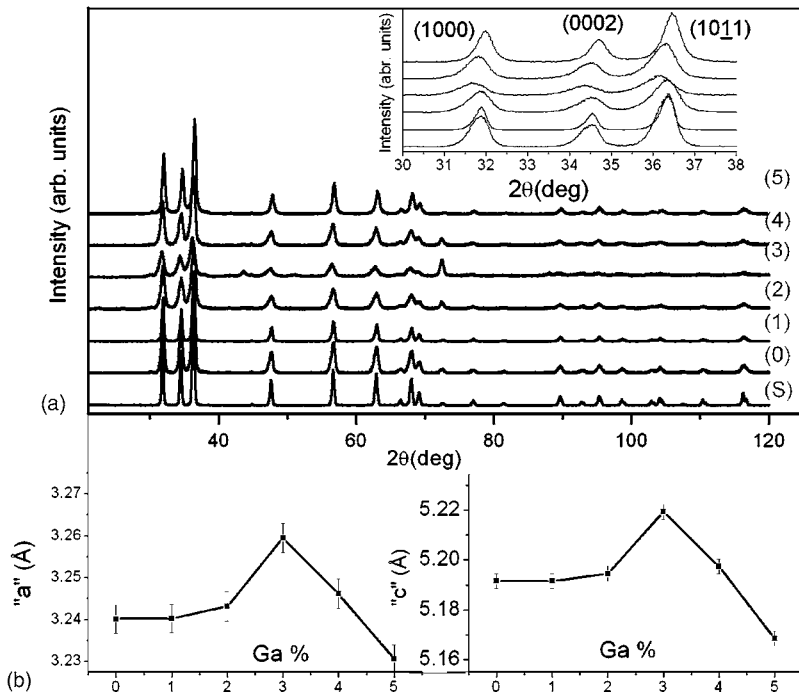 (1000)
(0002)
(1011)
Intensity (abr. units)
30 31 32 33 34 35 36 37 38
2θ(deg)
Intensity (arb. units)
(5)
(4)
(3)
(2)
(1)
(0)
(S)
(a)
40 60 80 100 120
2θ(deg)
3.27
3.26
3.25
3.24
3.23
"a" (Å)
Ga %
0 1 2 3 4 5
5.22
5.20
5.18
5.16
"c" (Å)
Ga %
0 1 2 3 4 5
(b)